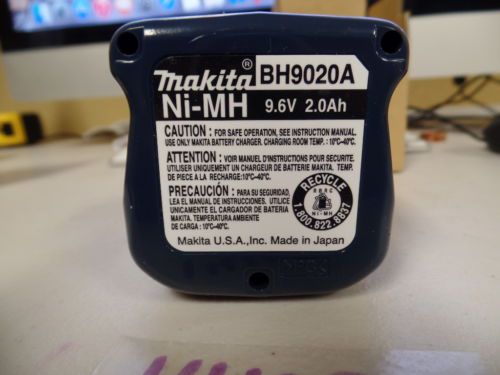 makita® BH9020A
Ni-MH 9.6V 2.0Ah
CAUTION : FOR SAFE OPERATION, SEE INSTRUCTION MANUAL.
USE ONLY MAKITA BATTERY CHARGER. CHARGING ROOM TEMP. : 10°C-40°C.
ATTENTION : VOIR MANUEL D'INSTRUCTIONS POUR SECURITE.
UTILISER UNIQUEMENT UN CHARGEUR DE BATTERIE MAKITA. TEMP.
DE PIECE A LA RECHARGE:10°C-40°C.
PRECAUCIÓN : PARA SU SEGURIDAD,
LEA EL MANUAL DE INSTRUCCIONES. UTILICE
UNICAMENTE EL CARGADOR DE BATERIA
MAKITA. TEMPERATURA AMBIENTE
DE CARGA : 10°C-40°C.
RECYCLE
RBRC
Ni-MH
1.800.822.8837
Makita U.S.A.,Inc. Made in Japan